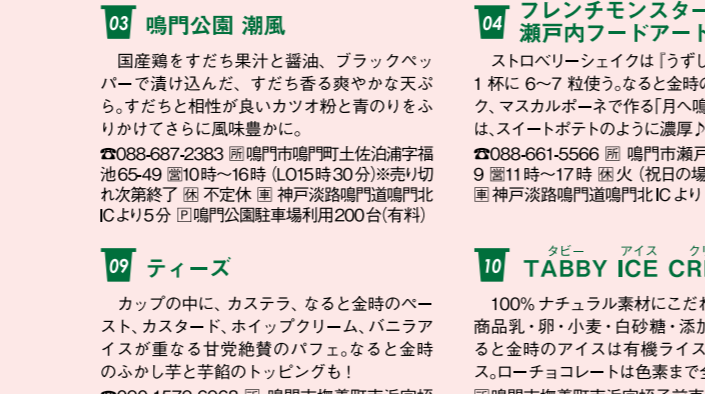 03 鳴門公園 潮風
国産鶏をすだち果汁と醤油、ブラックペッ
パーで漬け込んだ、すだち香る爽やかな天ぷ
ら。すだちと相性が良いカツオ粉と青のりをふ
りかけてさらに風味豊かに。
☎088-687-2383 所鳴門市鳴門町土佐泊浦字福
池65-49 営10時〜16時 (LO15時30分)※売り切
れ次第終了 休 不定休 車 神戸淡路鳴門道鳴門北
ICより5分 P鳴門公園駐車場利用200台(有料)
09 ティーズ
カップの中に、カステラ、なると金時のペー
スト、カスタード、ホイップクリーム、バニラア
イスが重なる甘党絶賛のパフェ。なると金時
のふかし芋と芋餡のトッピングも!
04 フレンチモンスター
瀬戸内フードアート
ストロベリーシェイクは『うずし
1杯に 6〜7 粒使う。なると金時の
ク、マスカルポーネで作る「月へ鳴
は、スイートポテトのように濃厚♪
☎088-661-5566 所 鳴門市瀬戸
9 営11時〜17時 休火 (祝日の場
車 神戸淡路鳴門道鳴門北ICより
タビー アイス ク
10 TABBY ICE CR
100% ナチュラル素材にこだわ
商品乳・卵・小麦・白砂糖・添加
ると金時のアイスは有機ライス
ス。ローチョコレートは色素まで全